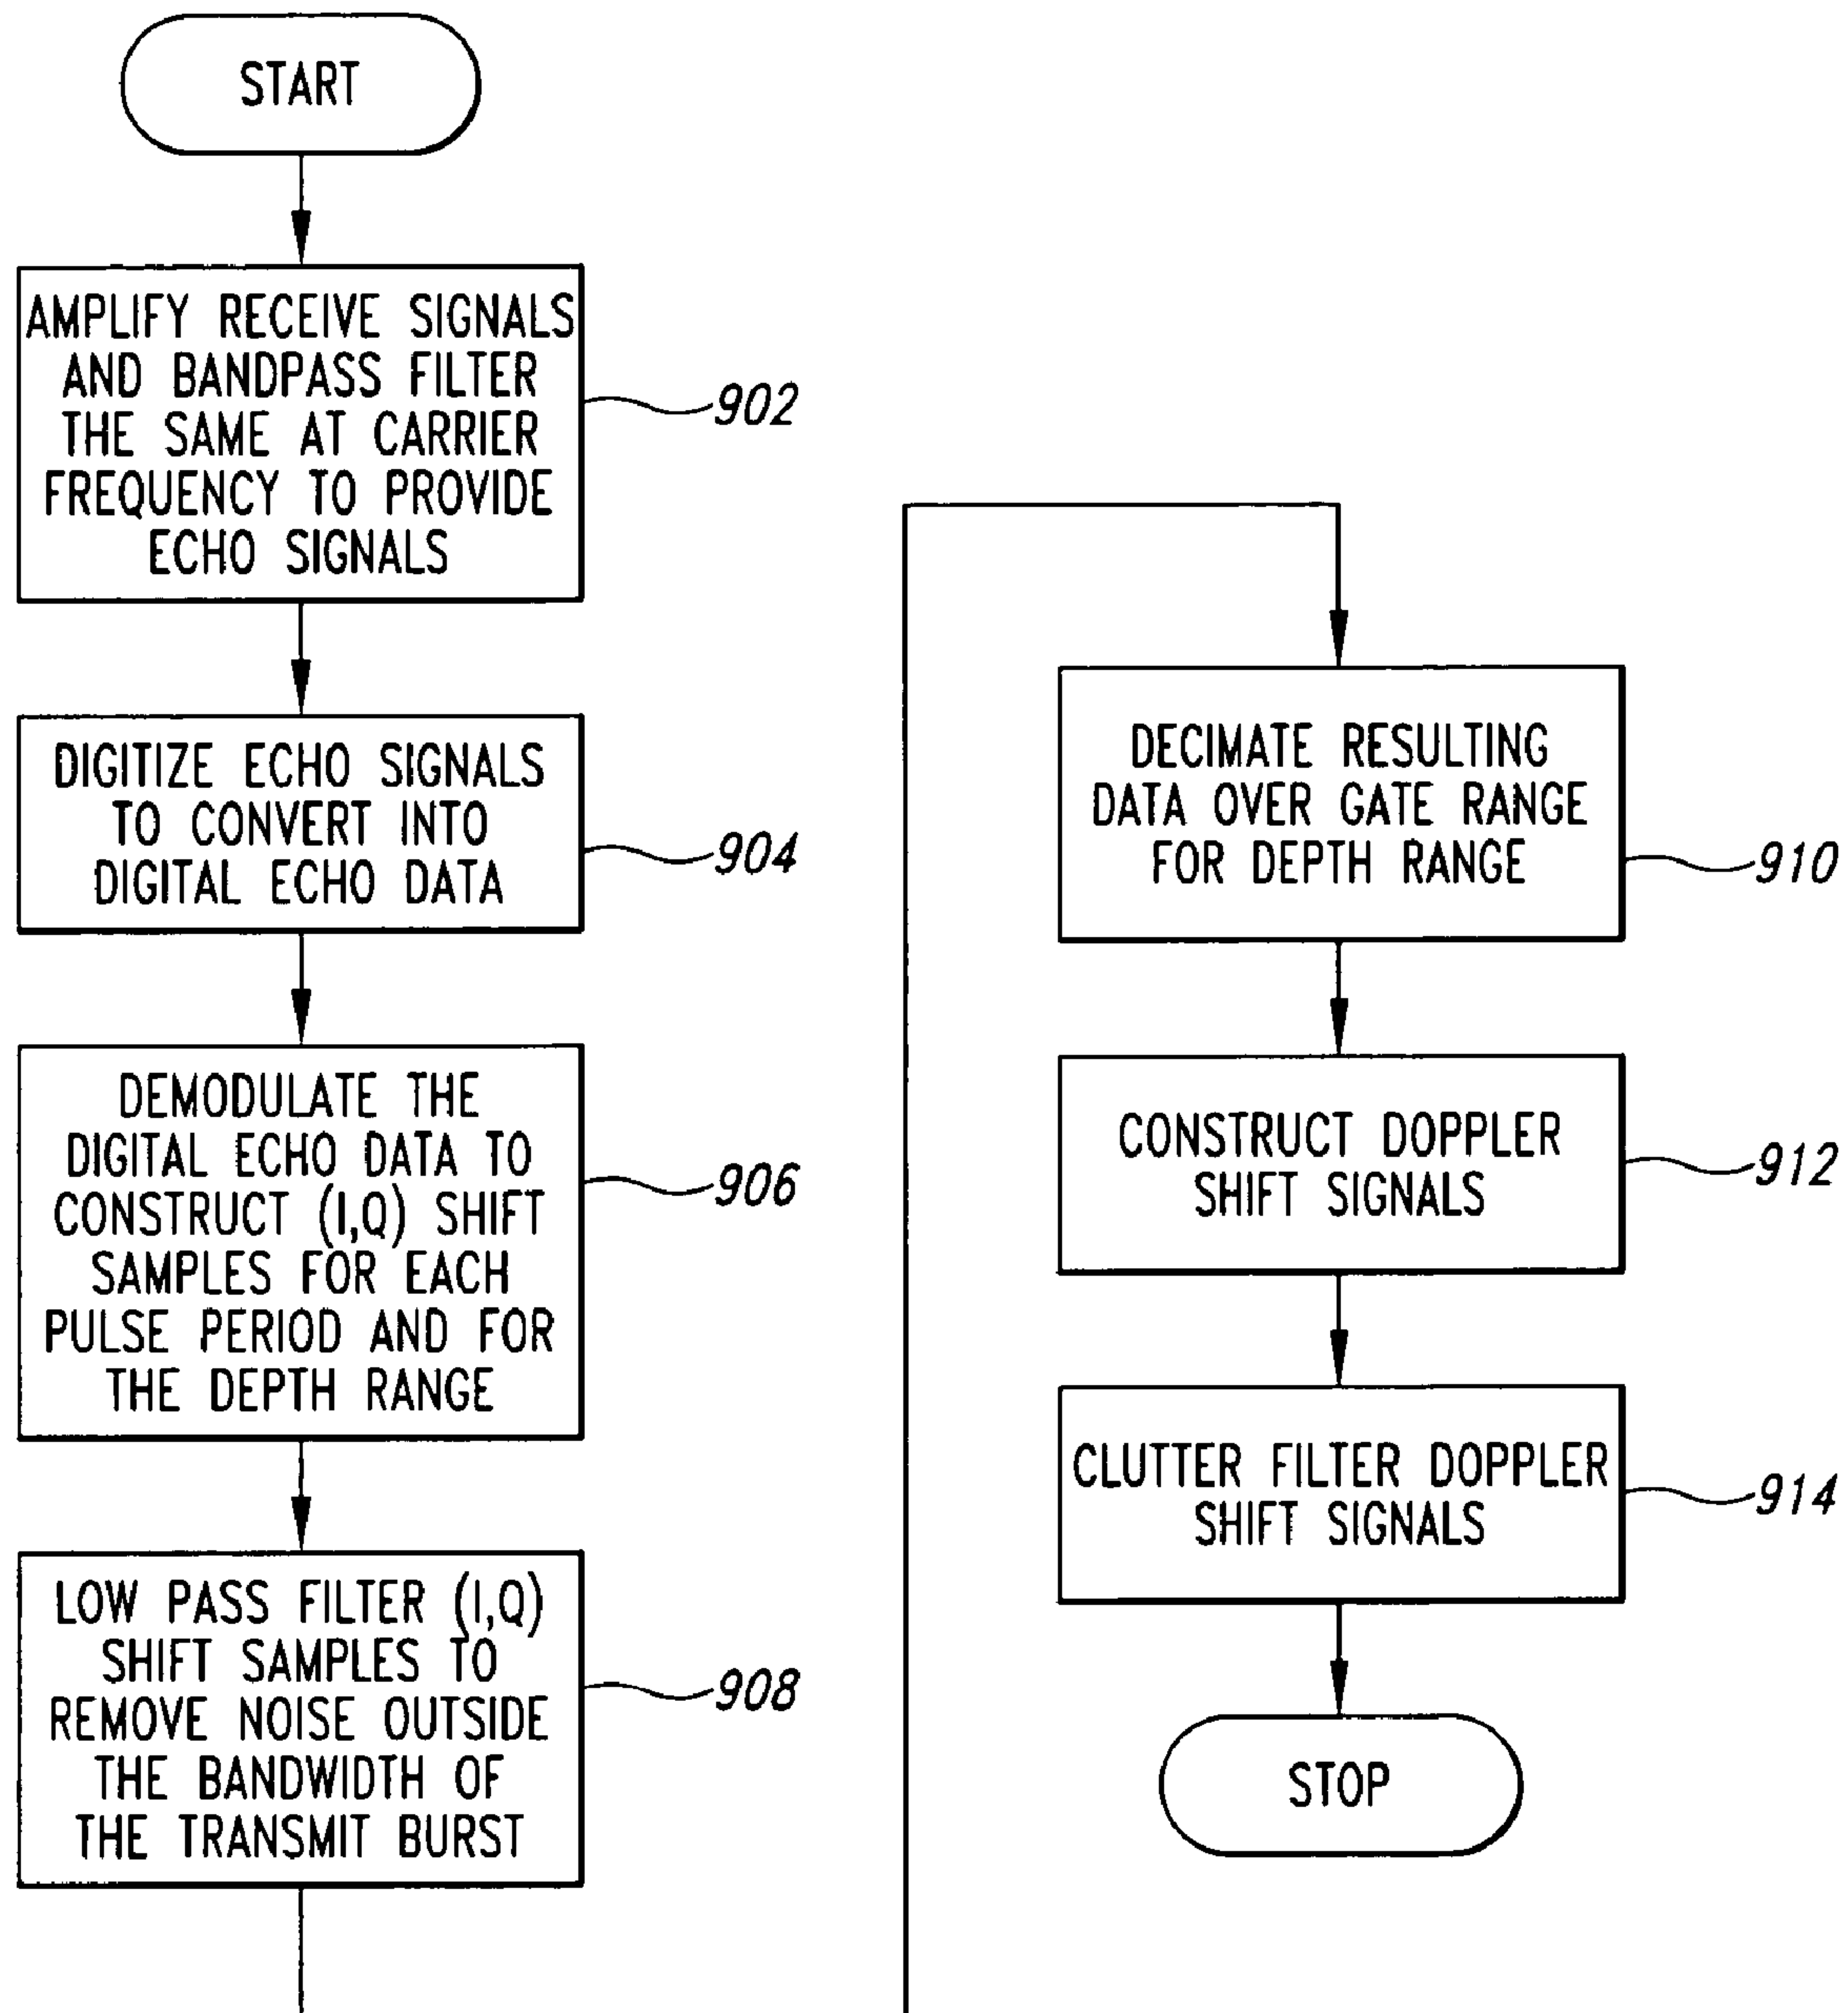 START
AMPLIFY RECEIVE SIGNALS
AND BANDPASS FILTER
THE SAME AT CARRIER
FREQUENCY TO PROVIDE
ECHO SIGNALS
902
DIGITIZE ECHO SIGNALS
TO CONVERT INTO
DIGITAL ECHO DATA
904
DEMODULATE THE
DIGITAL ECHO DATA TO
CONSTRUCT (I,Q) SHIFT
SAMPLES FOR EACH
PULSE PERIOD AND FOR
THE DEPTH RANGE
906
LOW PASS FILTER (I,Q)
SHIFT SAMPLES TO
REMOVE NOISE OUTSIDE
THE BANDWIDTH OF
THE TRANSMIT BURST
908
DECIMATE RESULTING
DATA OVER GATE RANGE
FOR DEPTH RANGE
910
CONSTRUCT DOPPLER
SHIFT SIGNALS
912
CLUTTER FILTER DOPPLER
SHIFT SIGNALS
914
STOP